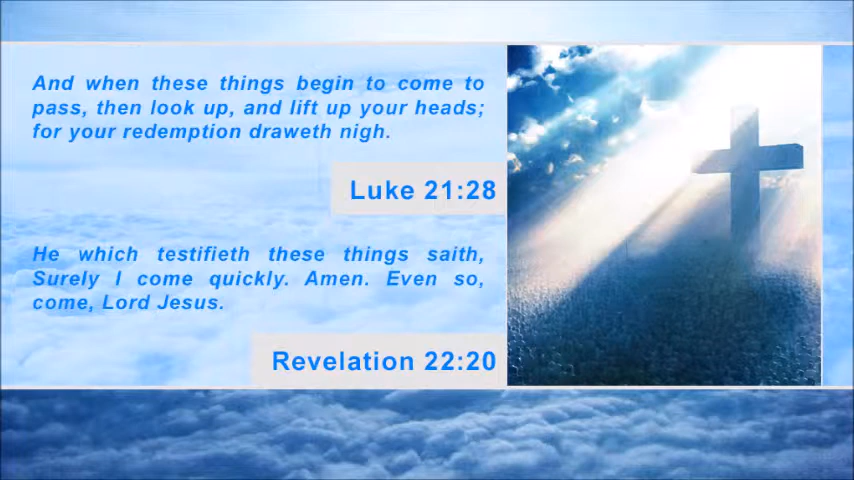 And when these things begin to come to
pass, then look up, and lift up your heads;
for your redemption draweth nigh.
Luke 21:28
He which testifieth these things saith,
Surely I come quickly. Amen. Even so,
come, Lord Jesus.
Revelation 22:20